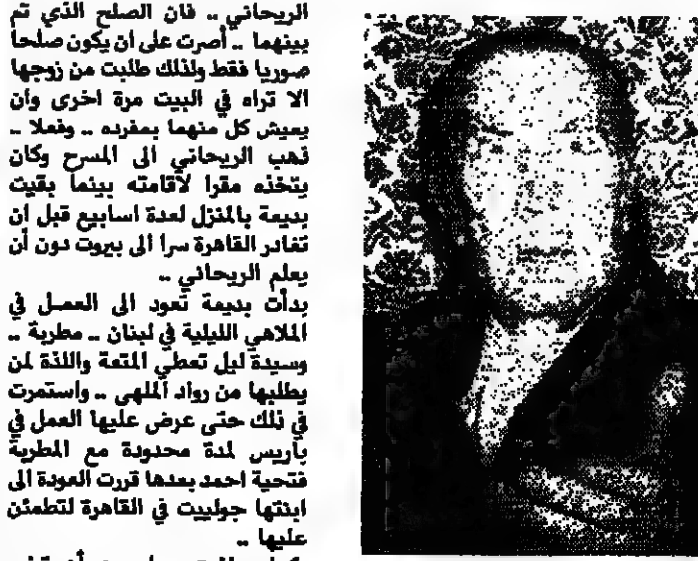 الريحاني .. فان الصلح الذي تم
بينهما .. أصرت على ان يكون صلحا
صوريا فقط ولذلك طلبت من زوجها
الا تراه في البيت مرة اخرى وان
يعيش كل منهما بمفرده .. وفعلا ..
ذهب الريحاني الى المسرح وكان
يتخذه مقرا لأقامته بينما بقيت
بديعة بالمنزل لعدة اسابيع قبل ان
تغادر القاهرة سرا الى بيروت دون أن
يعلم الريحاني ..
بدأت بديعة تعود الى العمل في
الملاهي الليلية في لبنان .. مطربة ..
وسيدة ليل تعطي المتعة واللذة لمن
يطلبها من رواد الملهى .. واستمرت
في ذلك حتى عرض عليها العمل في
باريس لمدة محدودة مع المطربة
فتحية احمد بعدها قررت العودة الى
ابنتها جولييت في القاهرة لتطمئن
عليها ..